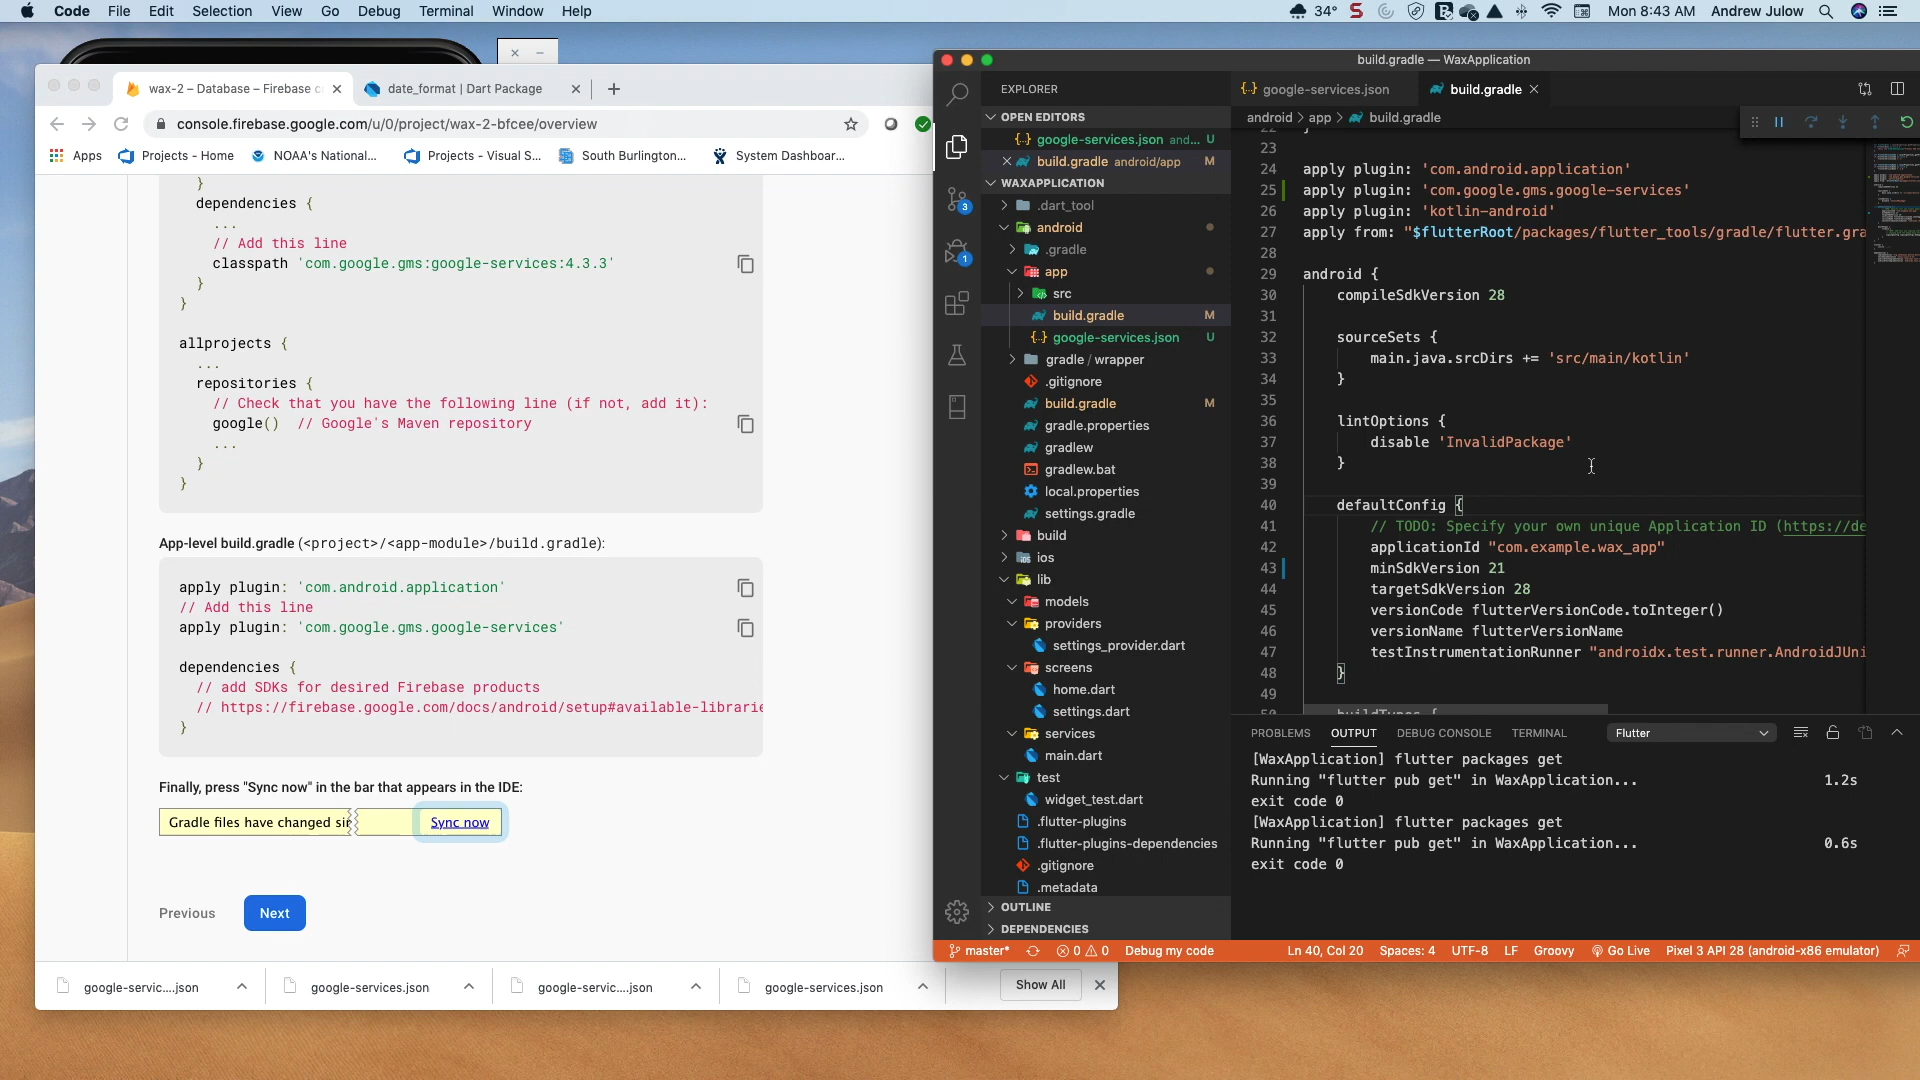 Code File Edit Selection View Go Debug Terminal Window Help
34° Mon 8:43 AM Andrew Julow
wax-2 – Database – Firebase c
date_format | Dart Package
console.firebase.google.com/u/0/project/wax-2-bfcee/overview
Apps Projects - Home NOAA's National... Projects - Visual S... South Burlington... System Dashboar...
}
dependencies {
...
// Add this line
classpath 'com.google.gms:google-services:4.3.3'
}
}
allprojects {
...
repositories {
// Check that you have the following line (if not, add it):
google() // Google's Maven repository
...
}
}
App-level build.gradle (<project>/<app-module>/build.gradle):
apply plugin: 'com.android.application'
// Add this line
apply plugin: 'com.google.gms.google-services'
dependencies {
// add SDKs for desired Firebase products
// https://firebase.google.com/docs/android/setup#available-librarie
}
Finally, press "Sync now" in the bar that appears in the IDE:
Gradle files have changed sin
Sync now
Previous Next
google-servic....json google-services.json google-servic....json google-services.json Show All
build.gradle — WaxApplication
EXPLORER
OPEN EDITORS
google-services.json and... U
build.gradle android/app M
WAXAPPLICATION
.dart_tool
android
.gradle
app
src
build.gradle M
google-services.json U
gradle / wrapper
.gitignore
build.gradle M
gradle.properties
gradlew
gradlew.bat
local.properties
settings.gradle
build
ios
lib
models
providers
settings_provider.dart
screens
home.dart
settings.dart
services
main.dart
test
widget_test.dart
.flutter-plugins
.flutter-plugins-dependencies
.gitignore
.metadata
OUTLINE
DEPENDENCIES
3
1
google-services.json build.gradle
android > app > build.gradle
22 }
23
24 apply plugin: 'com.android.application'
25 apply plugin: 'com.google.gms.google-services'
26 apply plugin: 'kotlin-android'
27 apply from: "$flutterRoot/packages/flutter_tools/gradle/flutter.gra
28
29 android {
30 compileSdkVersion 28
31
32 sourceSets {
33 main.java.srcDirs += 'src/main/kotlin'
34 }
35
36 lintOptions {
37 disable 'InvalidPackage'
38 }
39
40 defaultConfig {
41 // TODO: Specify your own unique Application ID (https://de
42 applicationId "com.example.wax_app"
43 minSdkVersion 21
44 targetSdkVersion 28
45 versionCode flutterVersionCode.toInteger()
46 versionName flutterVersionName
47 testInstrumentationRunner "androidx.test.runner.AndroidJUni
48 }
49
50 buildTypes {
PROBLEMS OUTPUT DEBUG CONSOLE TERMINAL Flutter
[WaxApplication] flutter packages get
Running "flutter pub get" in WaxApplication... 1.2s
exit code 0
[WaxApplication] flutter packages get
Running "flutter pub get" in WaxApplication... 0.6s
exit code 0
master* 0 0 Debug my code Ln 40, Col 20 Spaces: 4 UTF-8 LF Groovy Go Live Pixel 3 API 28 (android-x86 emulator)